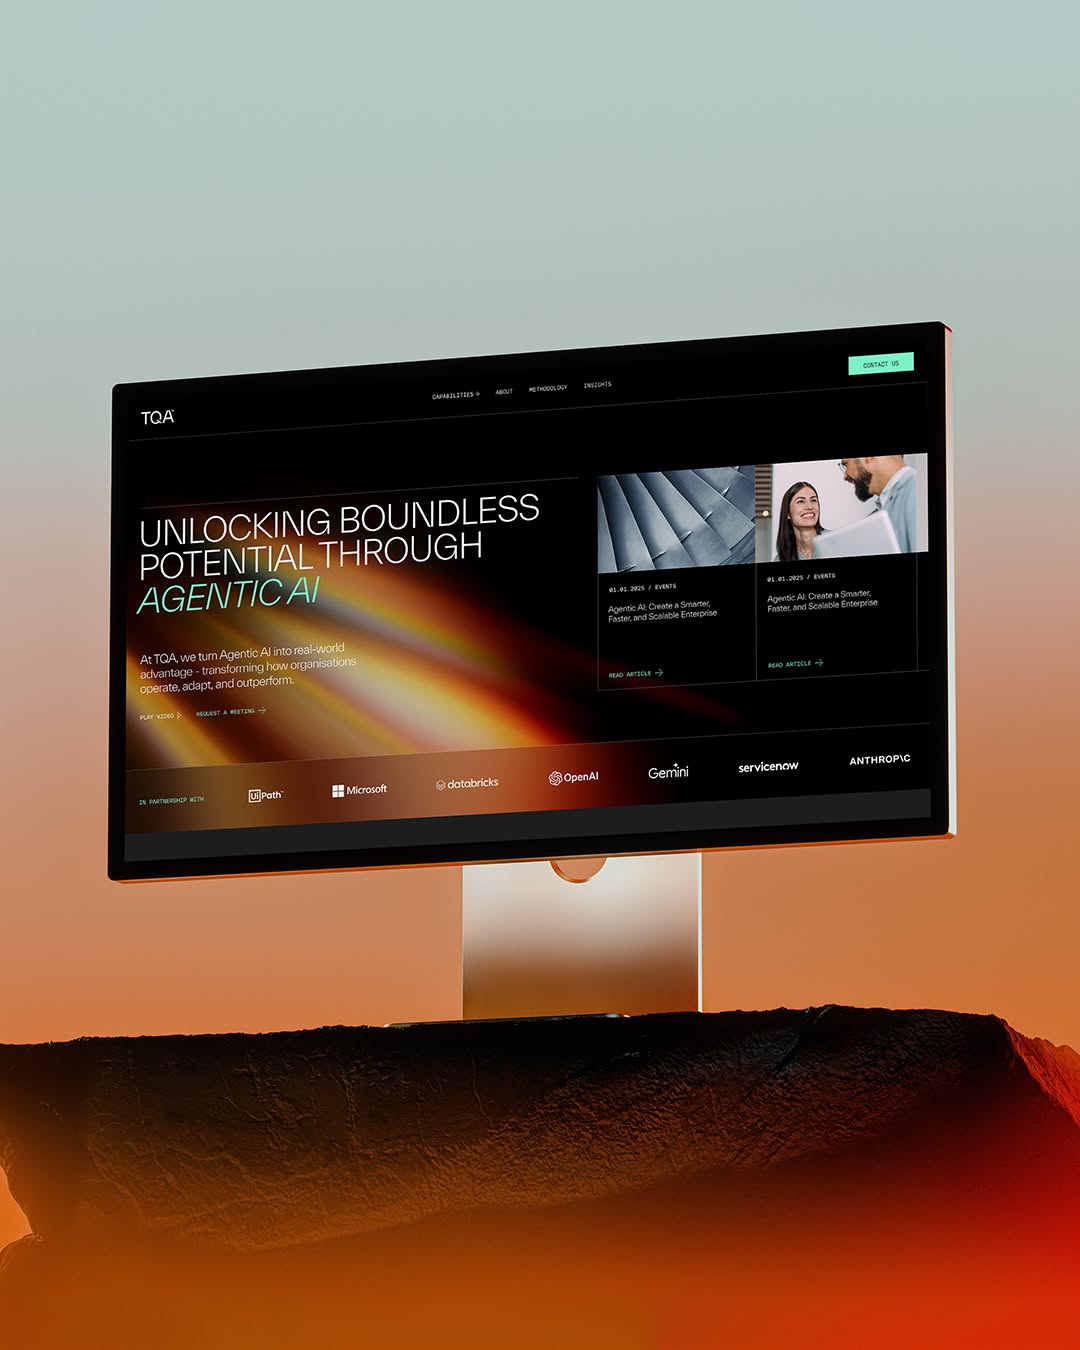 TQA
CAPABILITIES
ABOUT
METHODOLOGY
INSIGHTS
CONTACT US
UNLOCKING BOUNDLESS
POTENTIAL THROUGH
AGENTIC AI
At TQA, we turn Agentic AI into real-world
advantage - transforming how organisations
operate, adapt, and outperform.
PLAY VIDEO
REQUEST A MEETING
01.01.2025 / EVENTS
Agentic AI: Create a Smarter,
Faster, and Scalable Enterprise
READ ARTICLE
01.01.2025 / EVENTS
Agentic AI: Create a Smarter,
Faster, and Scalable Enterprise
READ ARTICLE
IN PARTNERSHIP WITH
UiPath
Microsoft
databricks
OpenAI
Gemini
servicenow
ANTHROP\C